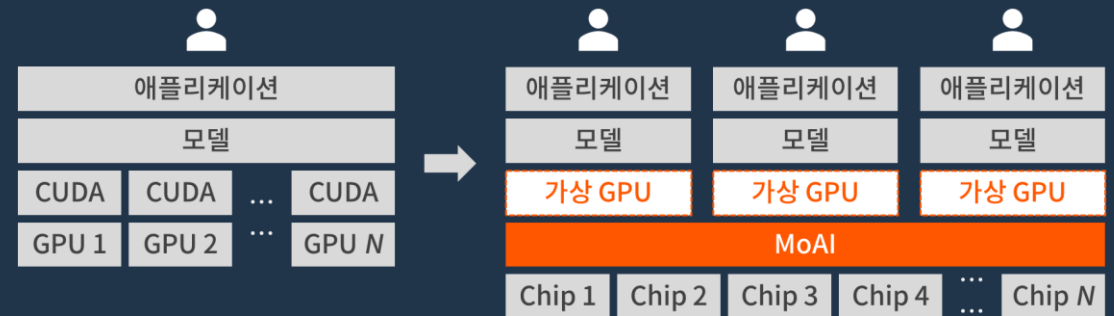 애플리케이션
모델
CUDA CUDA ... CUDA
GPU 1 GPU 2 ... GPU N
애플리케이션 애플리케이션 애플리케이션
모델 모델 모델
가상 GPU 가상 GPU 가상 GPU
MoAI
Chip 1 Chip 2 Chip 3 Chip 4 ... ... Chip N